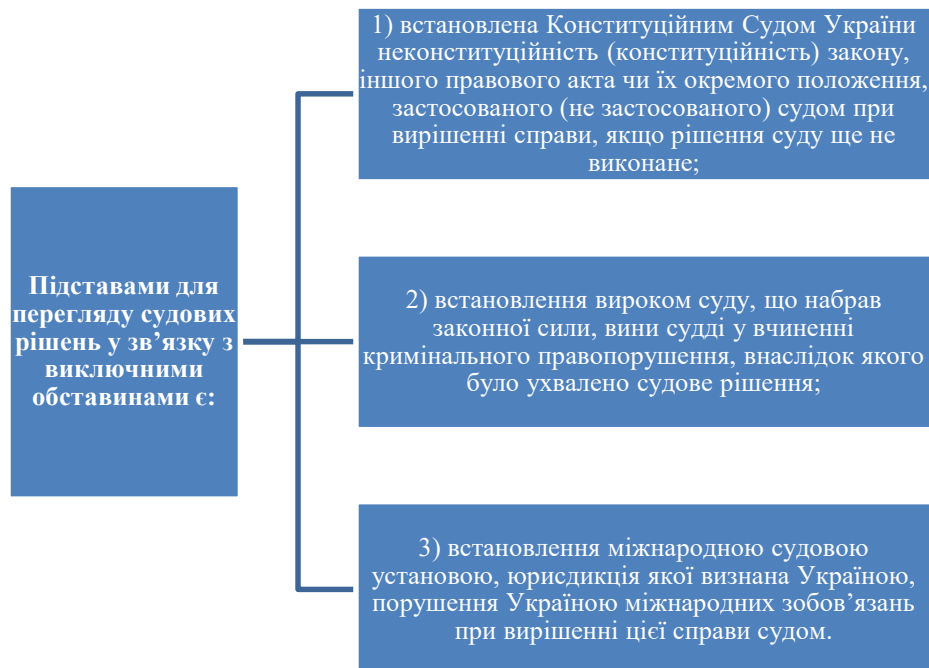 Підставами для
перегляду судових
рішень у зв’язку з
виключними
обставинами є:
1) встановлена Конституційним Судом України
неконституційність (конституційність) закону,
іншого правового акта чи їх окремого положення,
застосованого (не застосованого) судом при
вирішенні справи, якщо рішення суду ще не
виконане;
2) встановлення вироком суду, що набрав
законної сили, вини судді у вчиненні
кримінального правопорушення, внаслідок якого
було ухвалено судове рішення;
3) встановлення міжнародною судовою
установою, юрисдикція якої визнана Україною,
порушення Україною міжнародних зобов’язань
при вирішенні цієї справи судом.